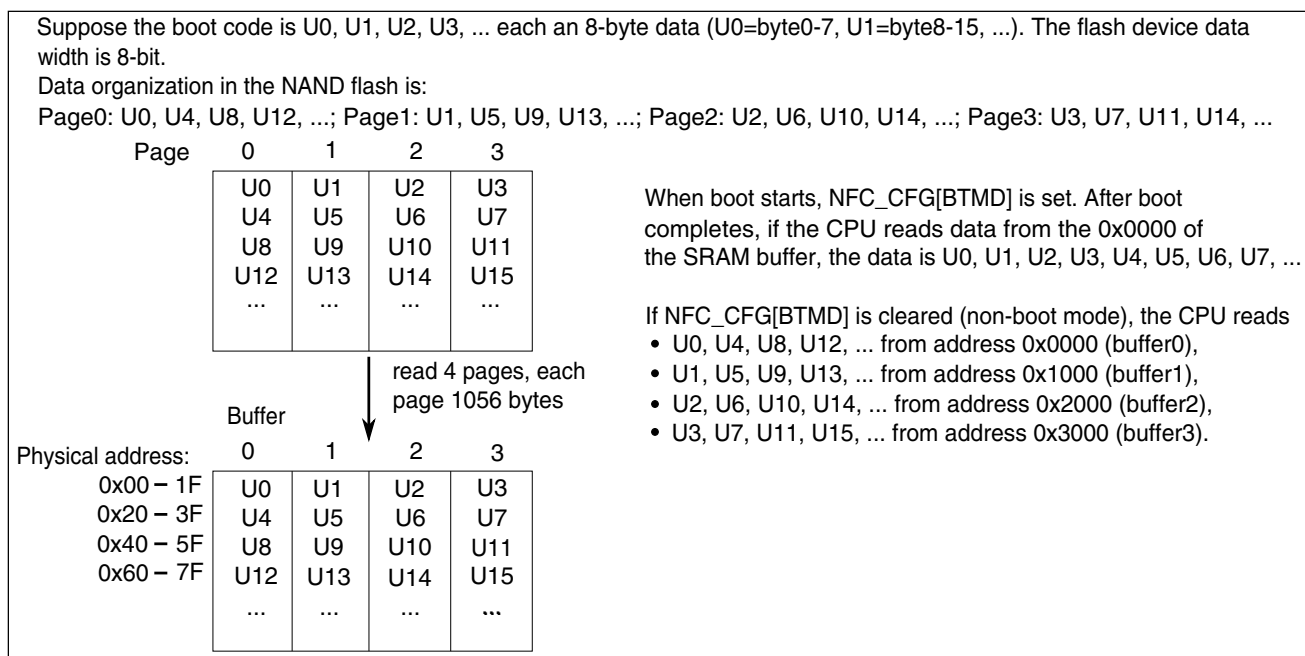 Suppose the boot code is U0, U1, U2, U3, ... each an 8-byte data (U0=byte0-7, U1=byte8-15, ...). The flash device data
width is 8-bit.
Data organization in the NAND flash is:
Page0: U0, U4, U8, U12, ...; Page1: U1, U5, U9, U13, ...; Page2: U2, U6, U10, U14, ...; Page3: U3, U7, U11, U14, ...
Page 0 1 2 3
U0 U1 U2 U3
U4 U5 U6 U7
U8 U9 U10 U11
U12 U13 U14 U15
... ... ... ...
When boot starts, NFC_CFG[BTMD] is set. After boot
completes, if the CPU reads data from the 0x0000 of
the SRAM buffer, the data is U0, U1, U2, U3, U4, U5, U6, U7, ...
If NFC_CFG[BTMD] is cleared (non-boot mode), the CPU reads
• U0, U4, U8, U12, ... from address 0x0000 (buffer0),
• U1, U5, U9, U13, ... from address 0x1000 (buffer1),
• U2, U6, U10, U14, ... from address 0x2000 (buffer2),
• U3, U7, U11, U15, ... from address 0x3000 (buffer3).
read 4 pages, each
page 1056 bytes
Buffer
Physical address: 0 1 2 3
0x00 – 1F U0 U1 U2 U3
0x20 – 3F U4 U5 U6 U7
0x40 – 5F U8 U9 U10 U11
0x60 – 7F U12 U13 U14 U15
... ... ... ...